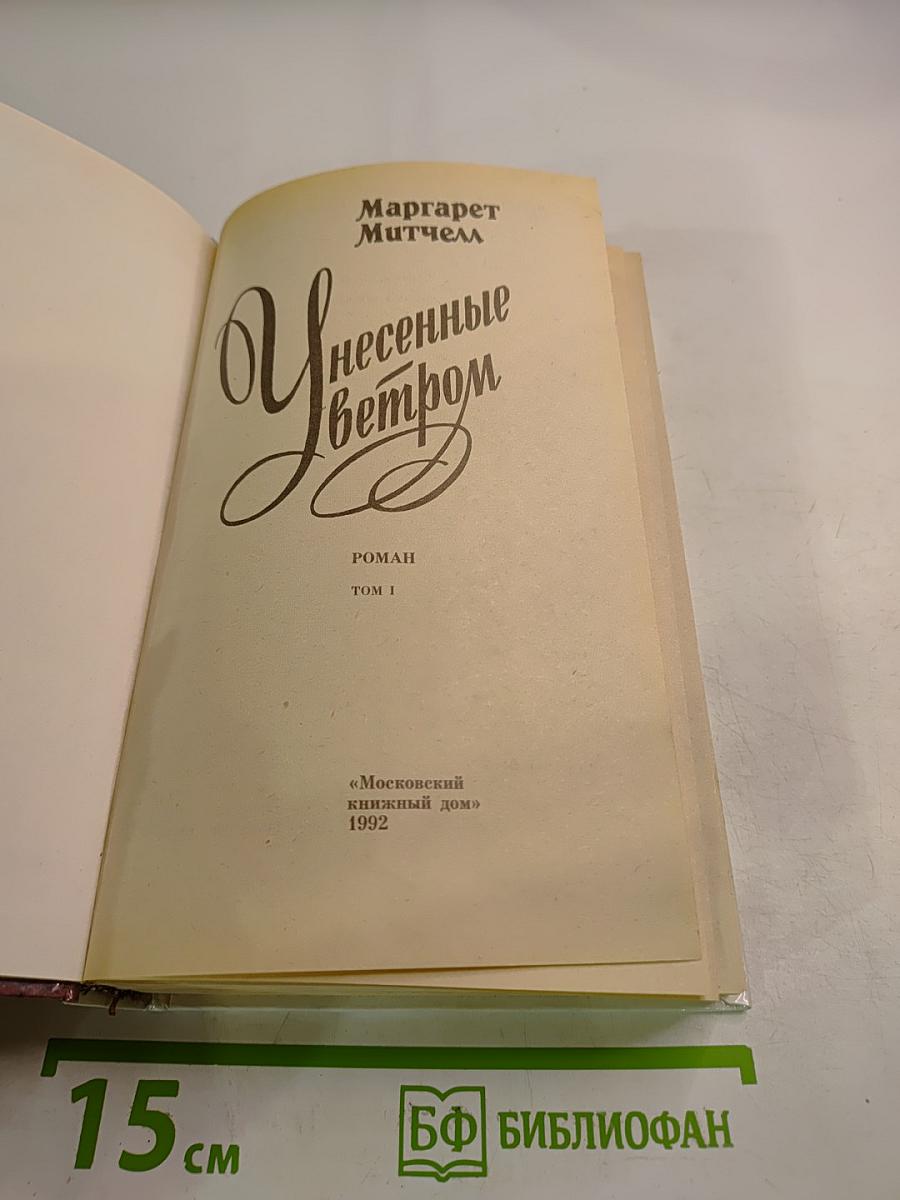 Маргарет
Митчелл
Унесенные
ветром
РОМАН
ТОМ I
«Московский
книжный дом»
1992
15 см
БФ БИБЛИОФАН